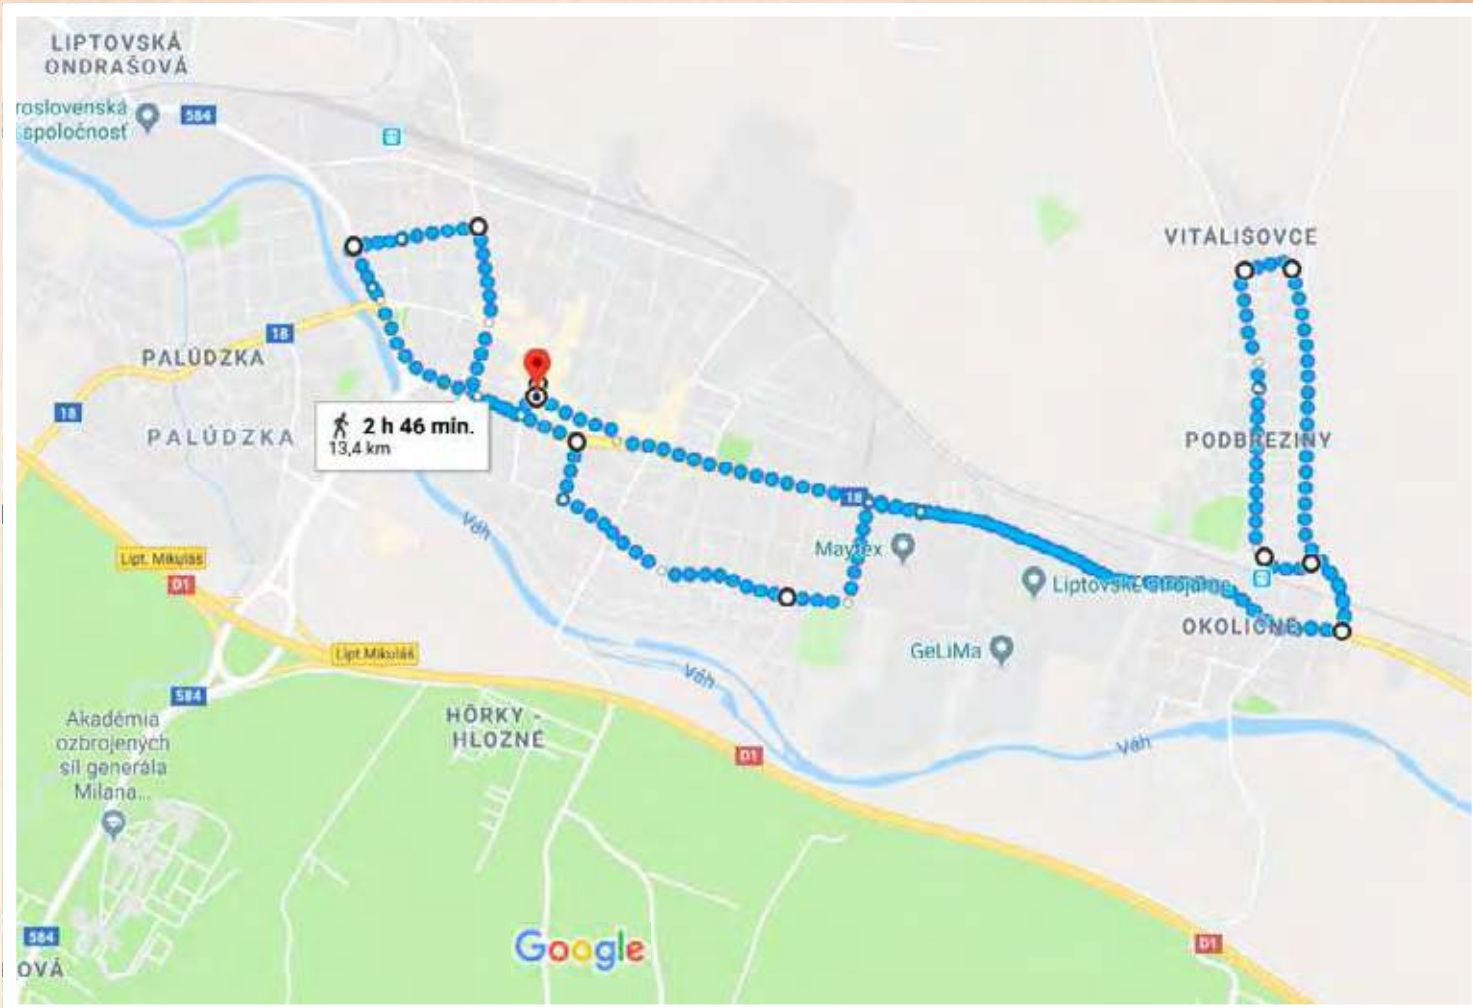 LIPTOVSKÁ
ONDRAŠOVÁ
roslovenská
spoločnosť
584
VITÁLIŠOVCE
18
PALÚDZKA
18
PALÚDZKA
2 h 46 min.
13,4 km
PODBREZINY
18
Váh
Maytex
Lipt. Mikuláš
D1
Liptovské strojárne
OKOLIČNÉ
GeLiMa
Lipt. Mikuláš
Váh
584
HÔRKY -
HLOZNÉ
Akadémia
ozbrojených
síl generála
Milana...
Váh
D1
584
OVÁ
Google
D1